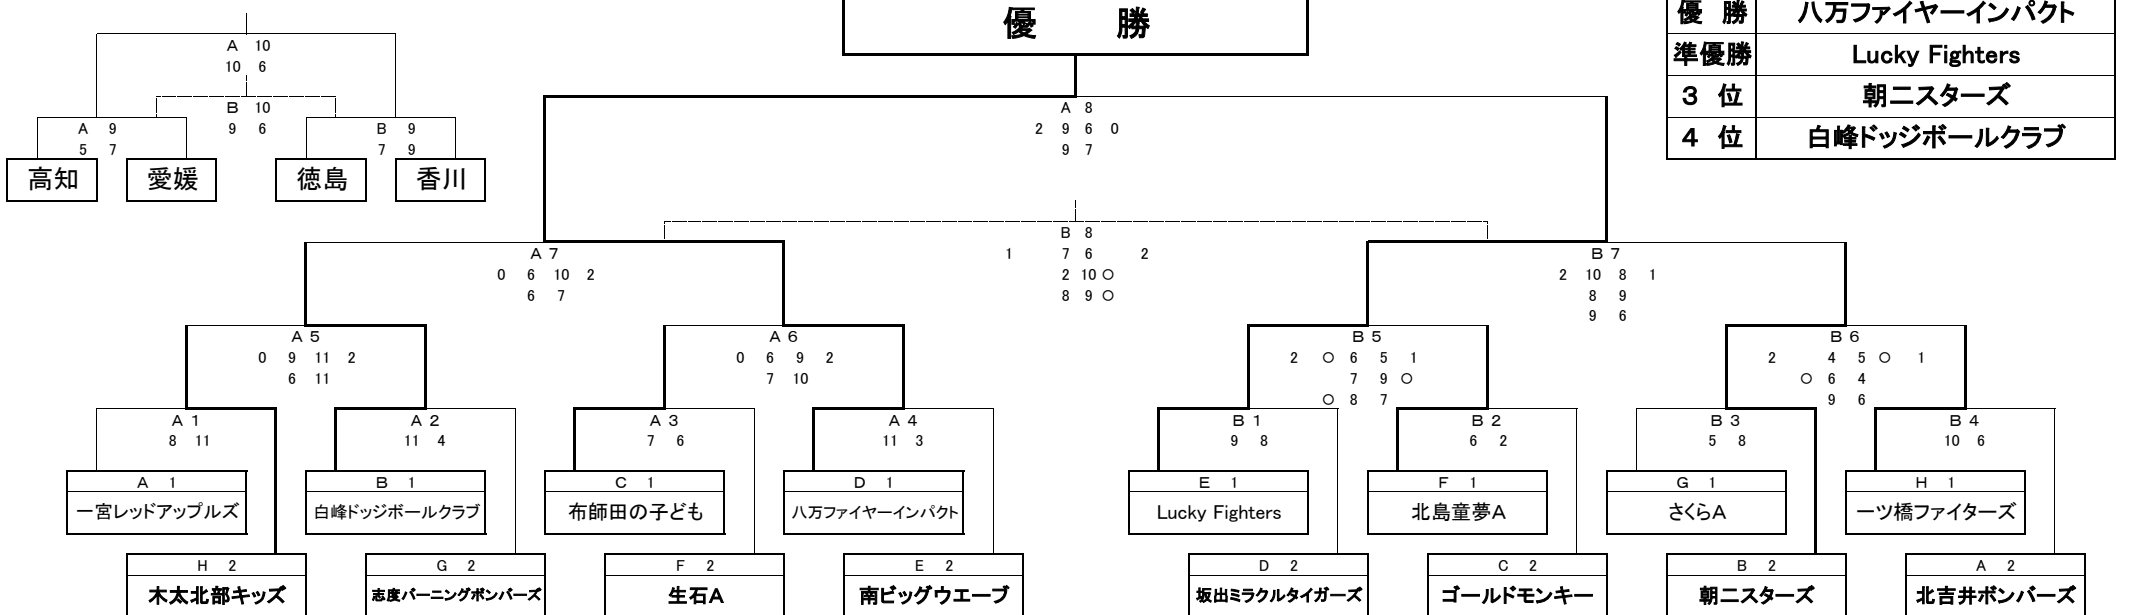 優 勝
優 勝 八万ファイヤーインパクト
準優勝 Lucky Fighters
3 位 朝二スターズ
4 位 白峰ドッジボールクラブ
A 10
10 6
B 10
9 6
A 9
5 7
B 9
7 9
高知 愛媛 徳島 香川
A 8
2 9 6 0
9 7
B 8
1 7 6 2
2 10 ○
8 9 ○
A 7
0 6 10 2
6 7
B 7
2 10 8 1
8 9
9 6
A 5
0 9 11 2
6 11
A 6
0 6 9 2
7 10
B 5
2 ○ 6 5 1
7 9 ○
○ 8 7
B 6
2 4 5 ○ 1
○ 6 4
9 6
A 1
8 11
A 2
11 4
A 3
7 6
A 4
11 3
B 1
9 8
B 2
6 2
B 3
5 8
B 4
10 6
A 1
一宮レッドアップルズ
B 1
白峰ドッジボールクラブ
C 1
布師田の子ども
D 1
八万ファイヤーインパクト
E 1
Lucky Fighters
F 1
北島童夢A
G 1
さくらA
H 1
一ツ橋ファイターズ
H 2
木太北部キッズ
G 2
志度バーニングボンバーズ
F 2
生石A
E 2
南ビッグウエーブ
D 2
坂出ミラクルタイガーズ
C 2
ゴールドモンキー
B 2
朝二スターズ
A 2
北吉井ボンバーズ